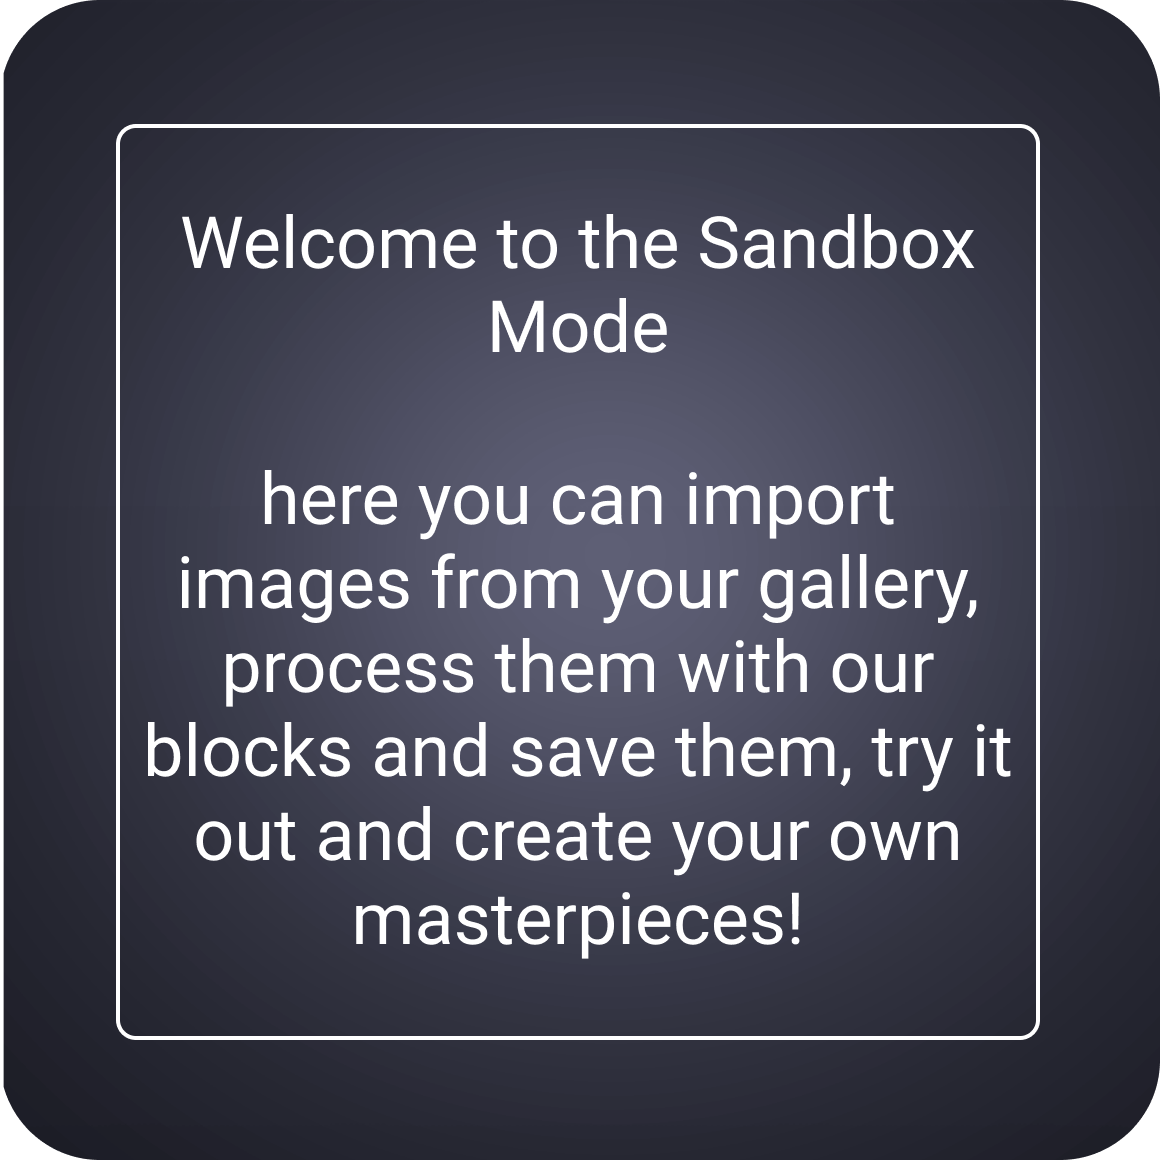 Welcome to the Sandbox
Mode
here you can import
images from your gallery,
process them with our
blocks and save them, try it
out and create your own
masterpieces!